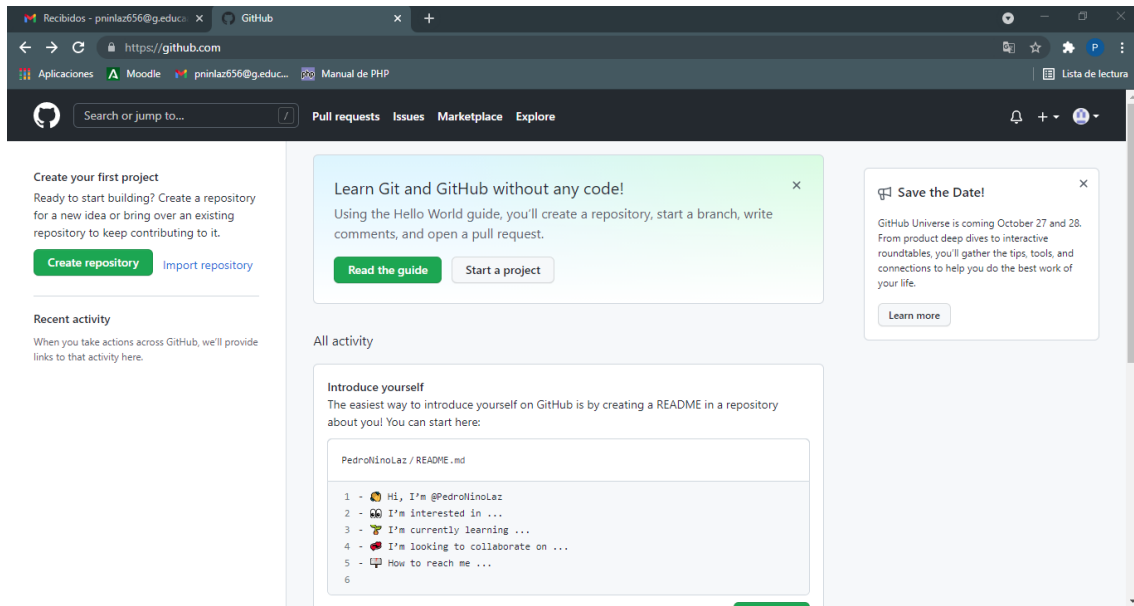 Recibidos - pninlaz656@g.educa
GitHub
https://github.com
P
Aplicaciones
Moodle
pninlaz656@g.educ...
php
Manual de PHP
Lista de lectura
Search or jump to...
/
Pull requests
Issues
Marketplace
Explore
Create your first project
Ready to start building? Create a repository
for a new idea or bring over an existing
repository to keep contributing to it.
Create repository
Import repository
Recent activity
When you take actions across GitHub, we'll provide
links to that activity here.
Learn Git and GitHub without any code!
Using the Hello World guide, you'll create a repository, start a branch, write
comments, and open a pull request.
Read the guide
Start a project
All activity
Introduce yourself
The easiest way to introduce yourself on GitHub is by creating a README in a repository
about you! You can start here:
PedroNinoLaz / README.md
1 - 👋 Hi, I'm @PedroNinoLaz
2 - 👀 I'm interested in ...
3 - 🌱 I'm currently learning ...
4 - 💞️ I'm looking to collaborate on ...
5 - 📫 How to reach me ...
6
Save the Date!
GitHub Universe is coming October 27 and 28.
From product deep dives to interactive
roundtables, you'll gather the tips, tools, and
connections to help you do the best work of
your life.
Learn more